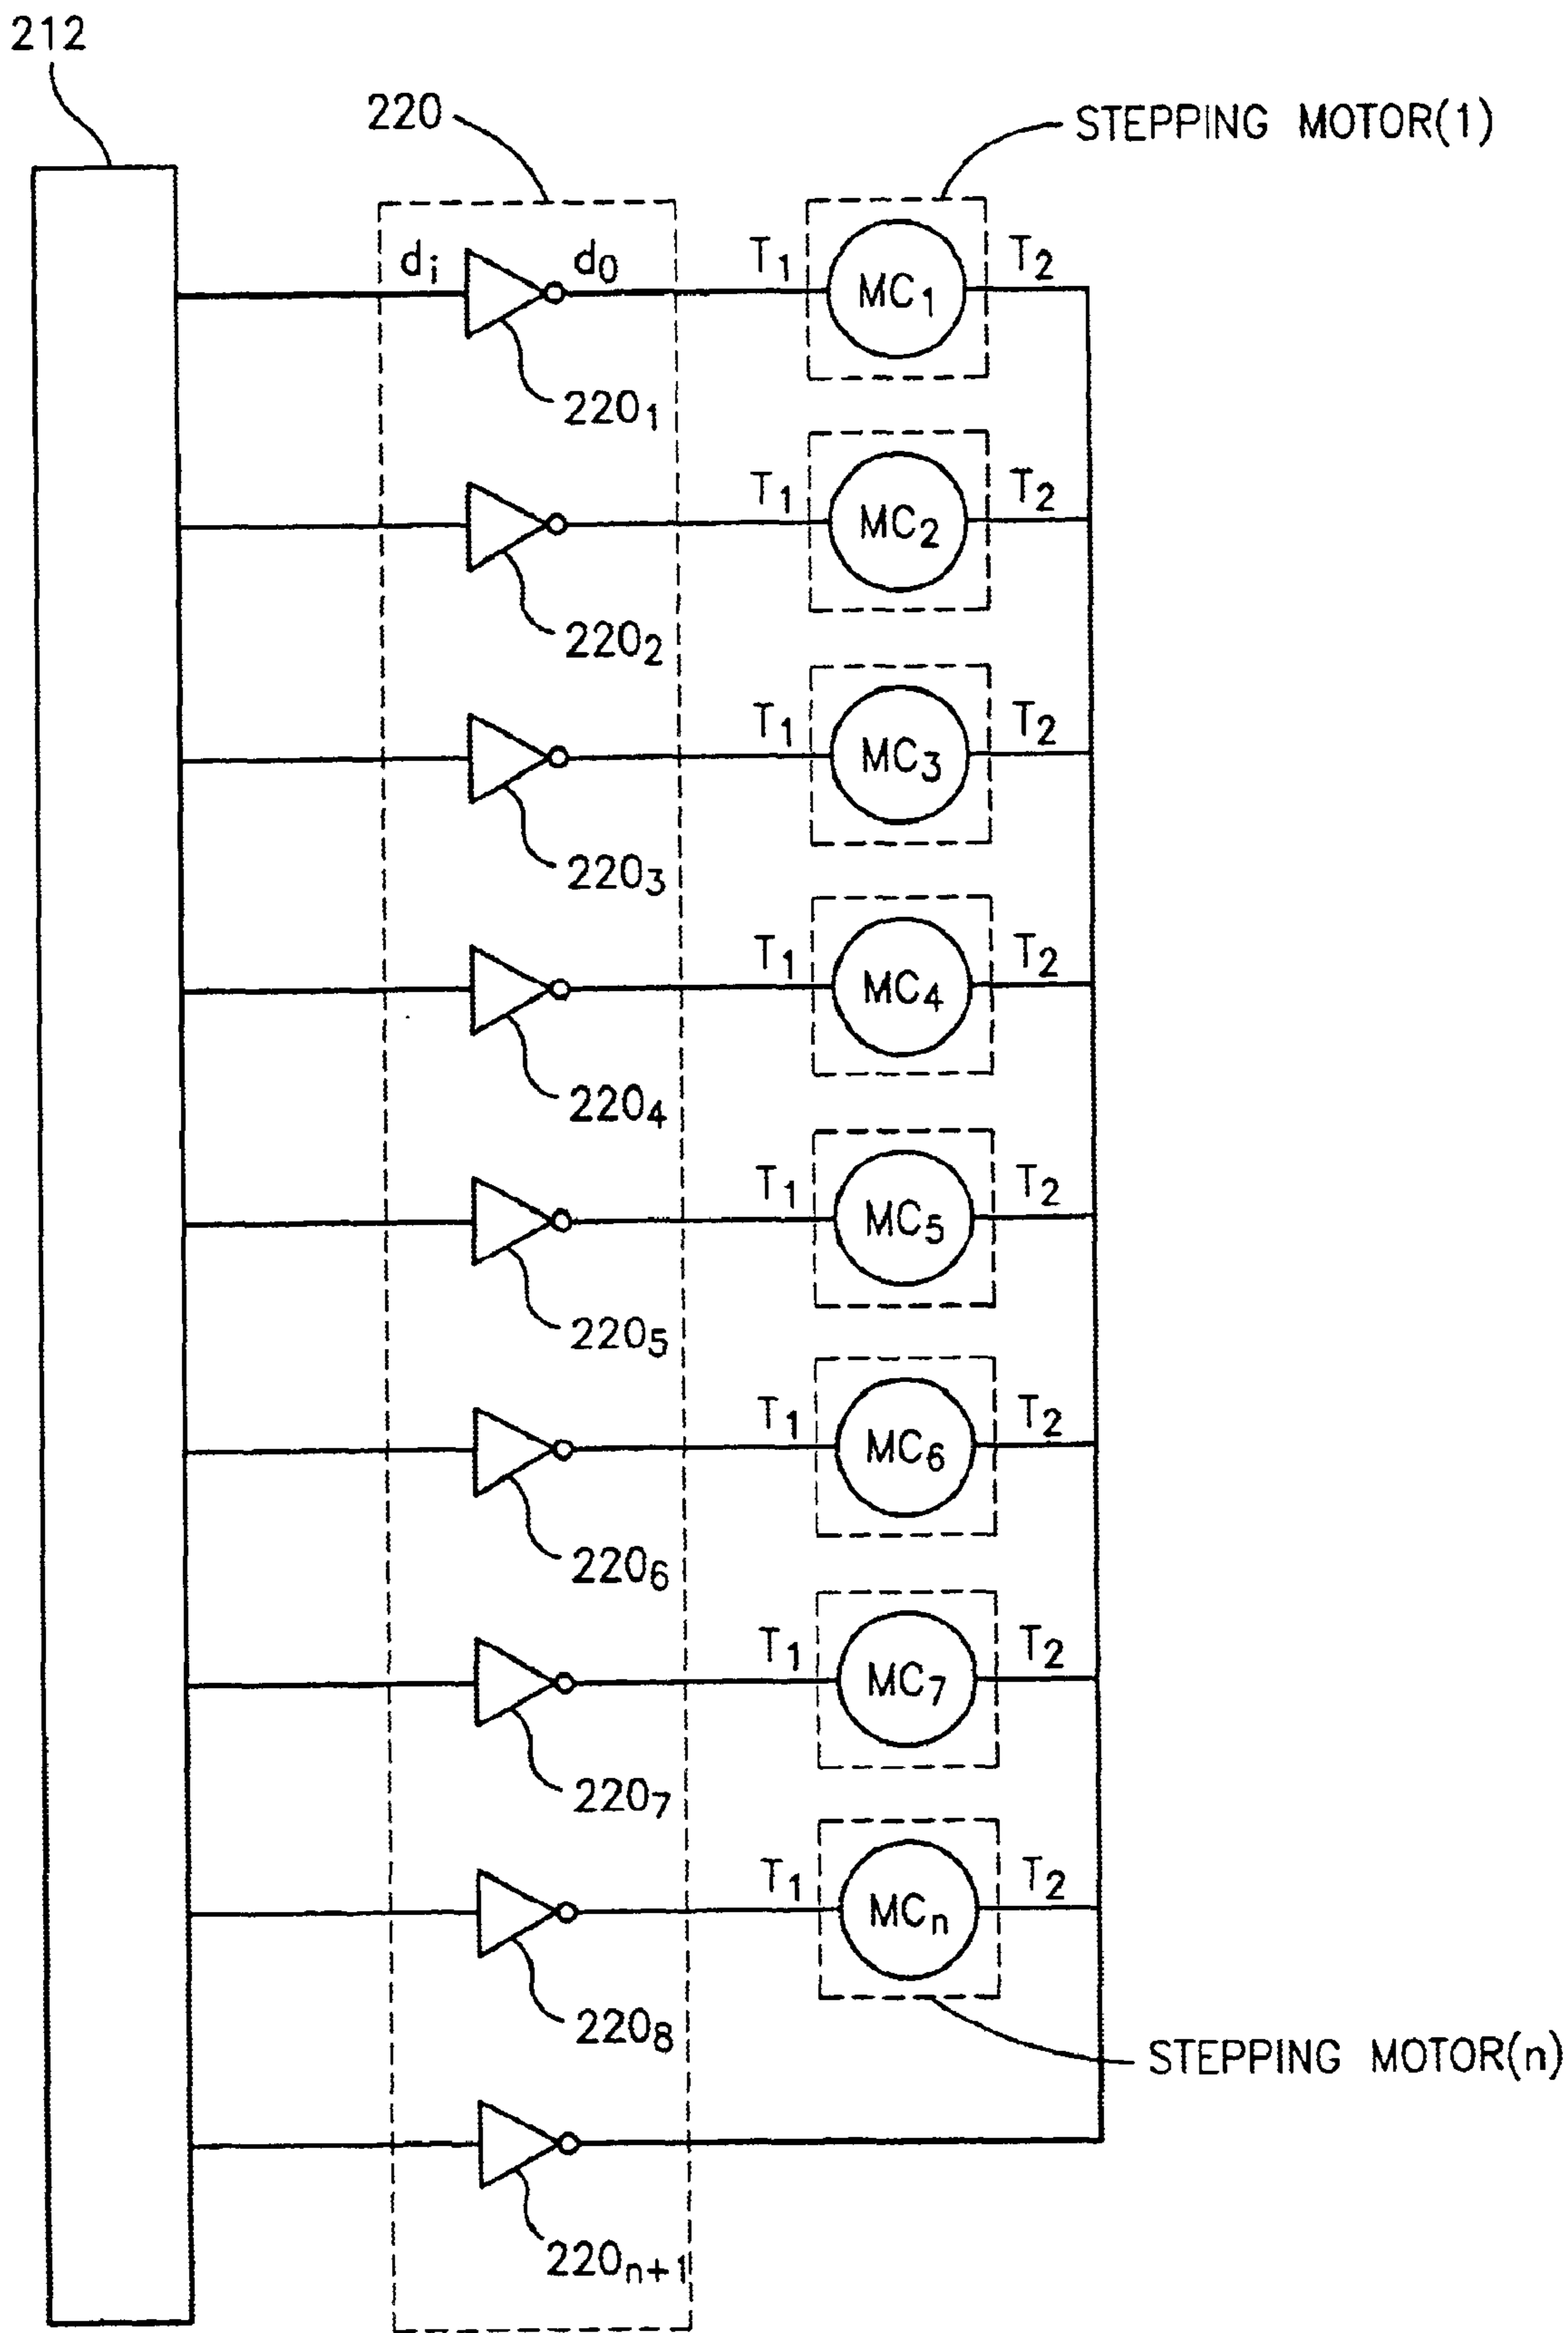 212
220
STEPPING MOTOR(1)
di d0 T1 MC1 T2
2201
T1 MC2 T2
2202
T1 MC3 T2
2203
T1 MC4 T2
2204
T1 MC5 T2
2205
T1 MC6 T2
2206
T1 MC7 T2
2207
T1 MCn T2
2208
STEPPING MOTOR(n)
220n+1